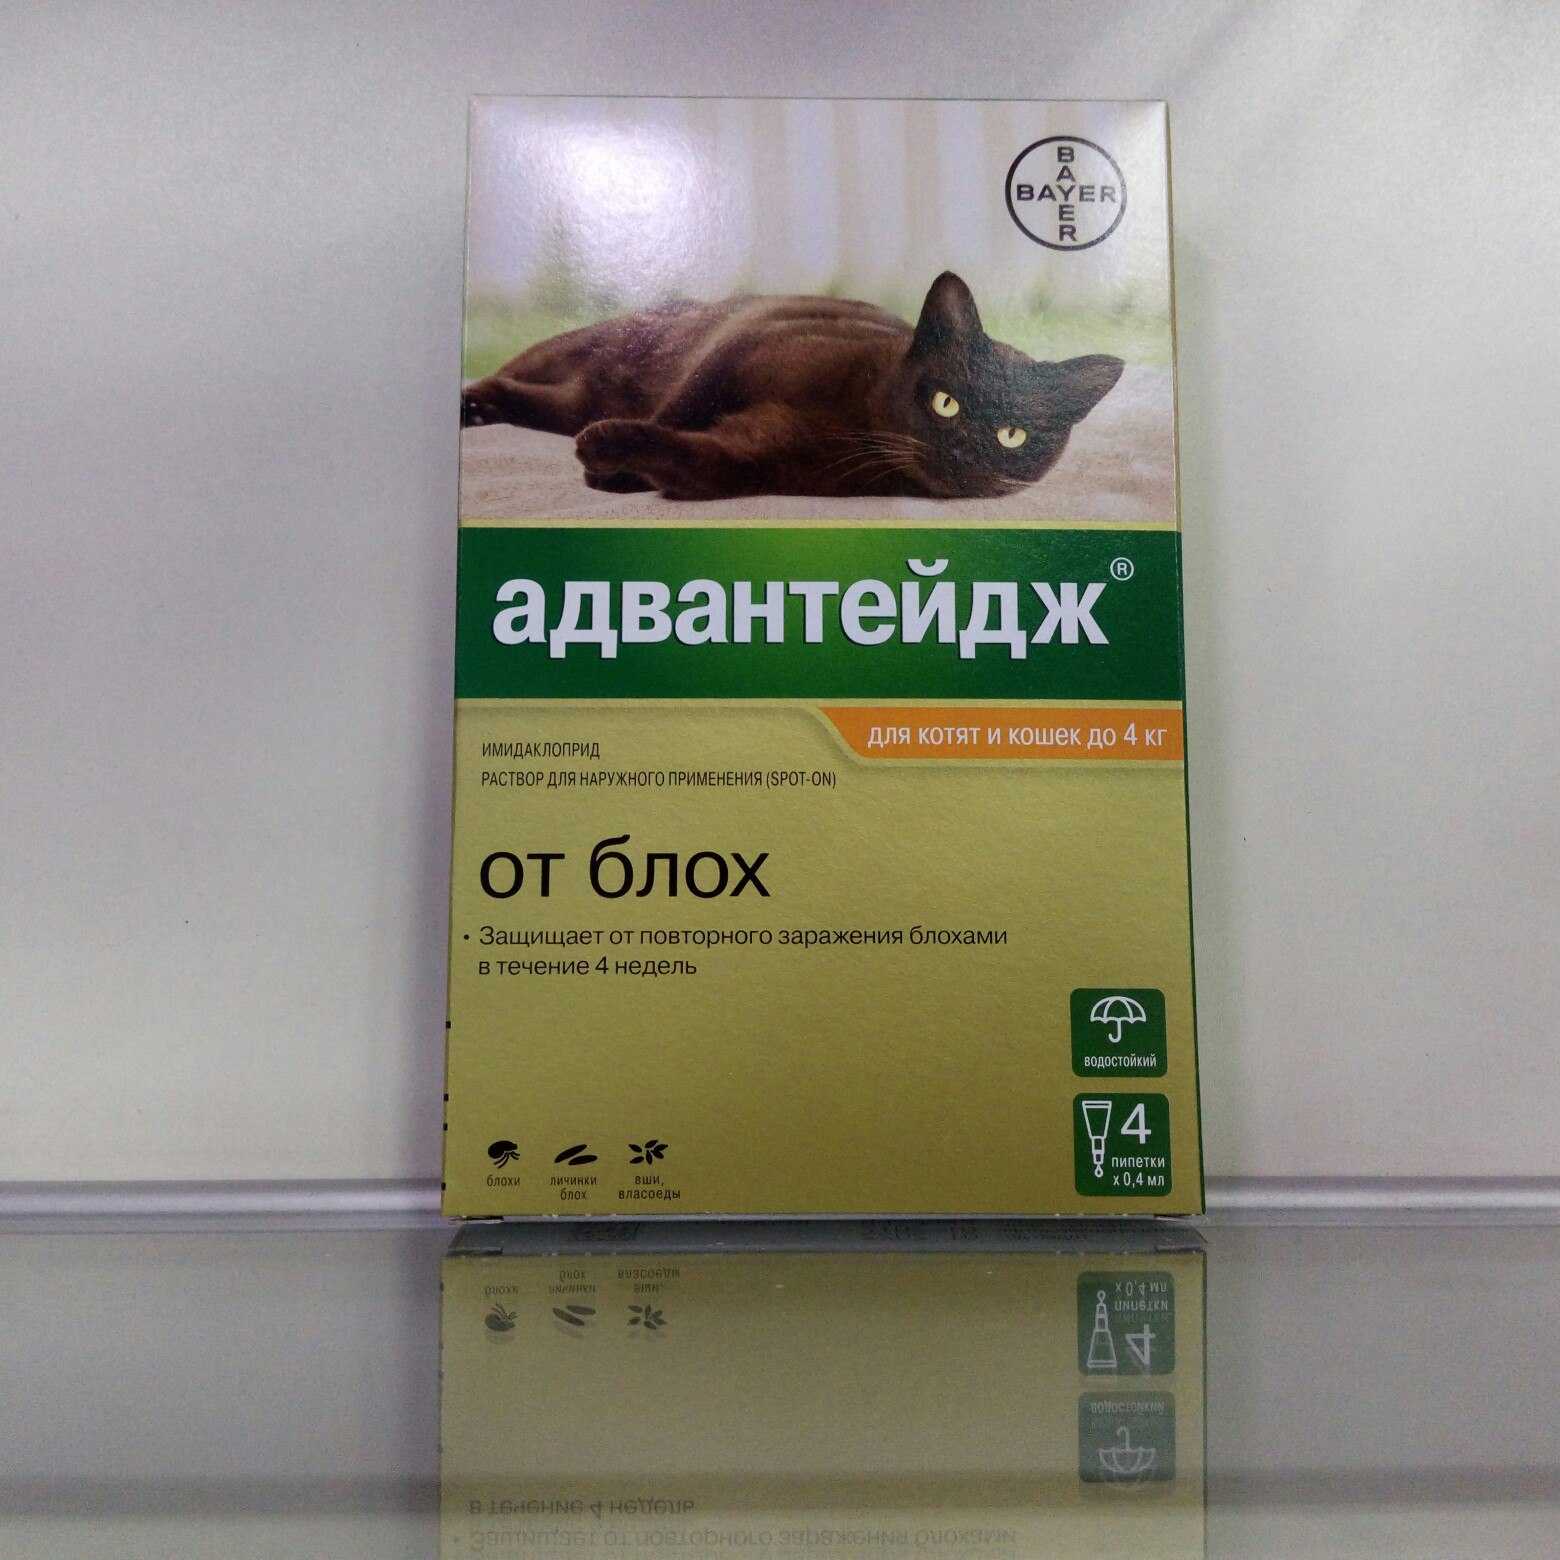 BAYER
BAYER
адвантейдж®
для котят и кошек до 4 кг
ИМИДАКЛОПРИД
РАСТВОР ДЛЯ НАРУЖНОГО ПРИМЕНЕНИЯ (SPOT-ON)
от блох
• Защищает от повторного заражения блохами
в течение 4 недель
водостойкий
4
пипетки
х 0,4 мл
блохи
личинки
блох
вши,
власоеды